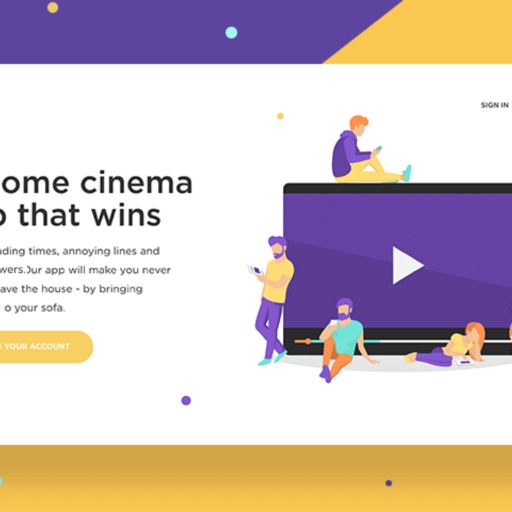 SIGN IN
ome cinema
that wins
ding times, annoying lines and
wers. Our app will make you never
ave the house - by bringing
o your sofa.
YOUR ACCOUNT